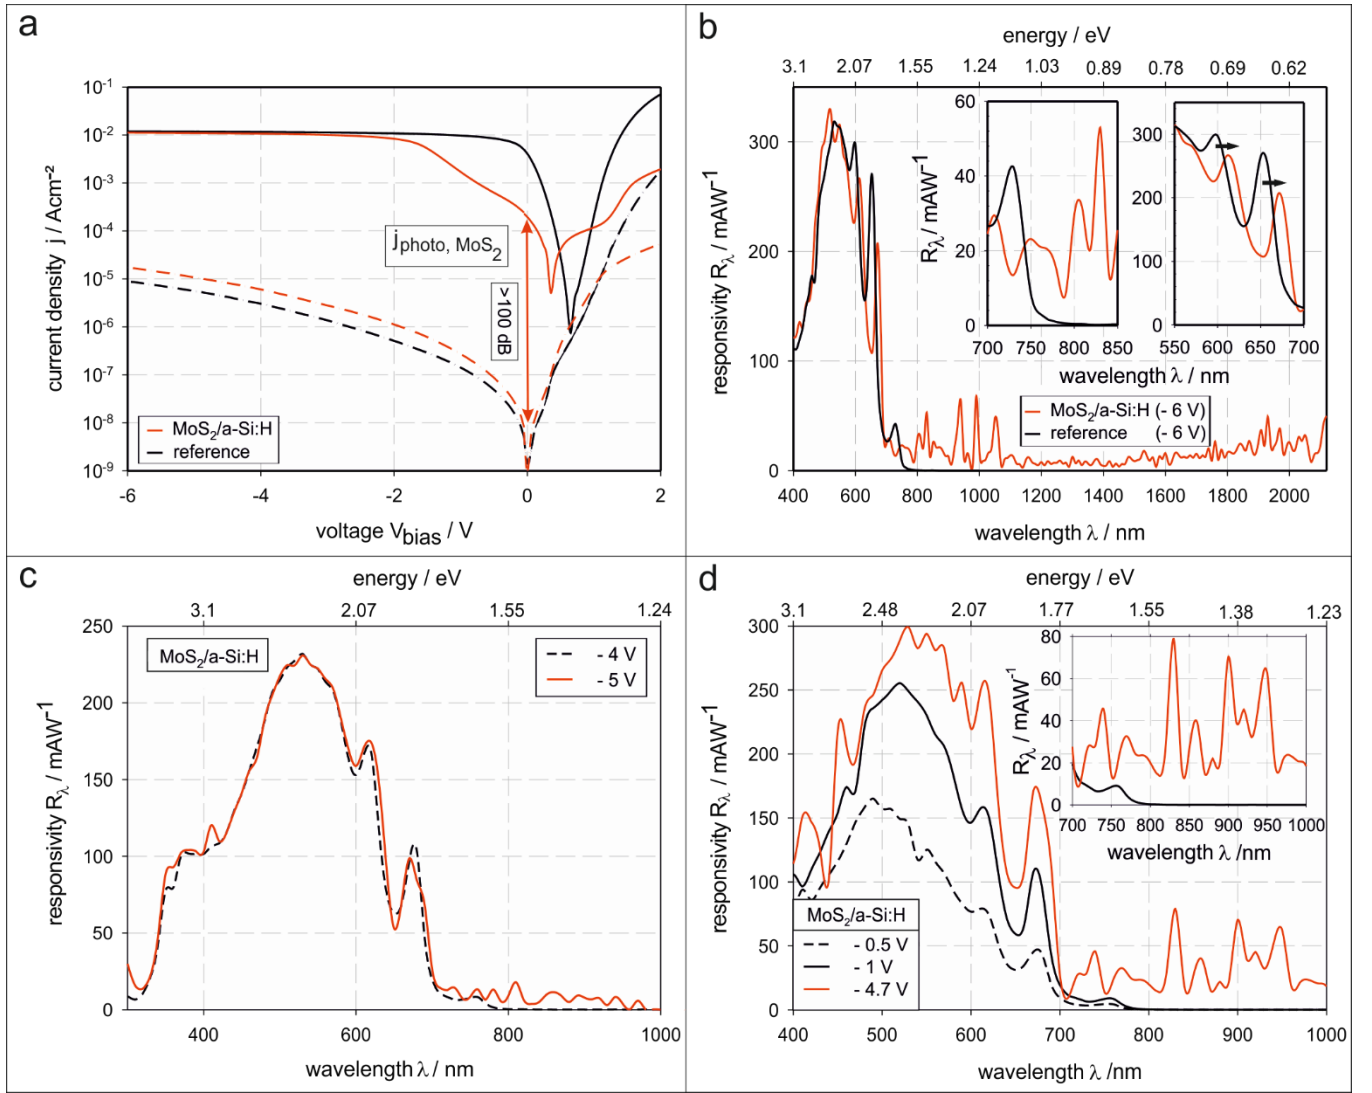 a
10⁻¹
10⁻²
10⁻³
10⁻⁴
10⁻⁵
10⁻⁶
10⁻⁷
10⁻⁸
10⁻⁹
current density j / Acm⁻²
j photo, MoS₂
>100 dB
MoS₂/a-Si:H
reference
-6 -4 -2 0 2
voltage V_bias / V
b
energy / eV
3.1 2.07 1.55 1.24 1.03 0.89 0.78 0.69 0.62
300
200
100
0
responsivity R_λ / mAW⁻¹
60
40
20
0
R_λ / mAW⁻¹
700 750 800 850
300
250
200
150
100
50
0
550 600 650 700
wavelength λ / nm
MoS₂/a-Si:H (- 6 V)
reference (- 6 V)
400 600 800 1000 1200 1400 1600 1800 2000
wavelength λ / nm
c
energy / eV
3.1 2.07 1.55 1.24
250
200
150
100
50
0
responsivity R_λ / mAW⁻¹
MoS₂/a-Si:H
- 4 V
- 5 V
400 600 800 1000
wavelength λ / nm
d
energy / eV
3.1 2.48 2.07 1.77 1.55 1.38 1.23
300
250
200
150
100
50
0
responsivity R_λ / mAW⁻¹
80
60
40
20
0
R_λ / mAW⁻¹
700 750 800 850 900 950 1000
wavelength λ /nm
MoS₂/a-Si:H
- 0.5 V
- 1 V
- 4.7 V
400 500 600 700 800 900 1000
wavelength λ /nm